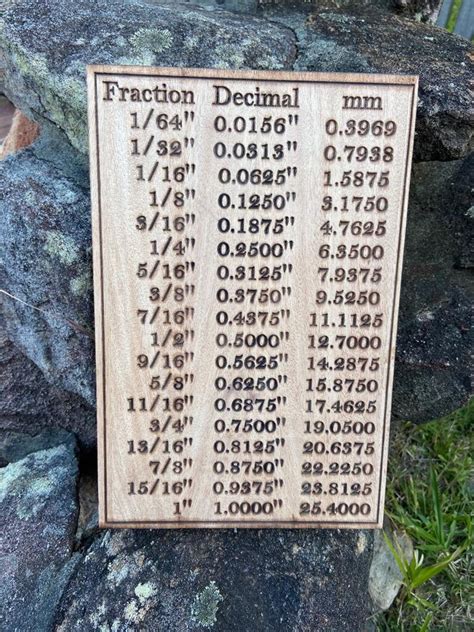 Fraction Decimal mm
1/64" 0.0156" 0.3969
1/32" 0.0313" 0.7938
1/16" 0.0625" 1.5875
1/8" 0.1250" 3.1750
3/16" 0.1875" 4.7625
1/4" 0.2500" 6.3500
5/16" 0.3125" 7.9375
3/8" 0.3750" 9.5250
7/16" 0.4375" 11.1125
1/2" 0.5000" 12.7000
9/16" 0.5625" 14.2875
5/8" 0.6250" 15.8750
11/16" 0.6875" 17.4625
3/4" 0.7500" 19.0500
13/16" 0.8125" 20.6375
7/8" 0.8750" 22.2250
15/16" 0.9375" 23.8125
1" 1.0000" 25.4000